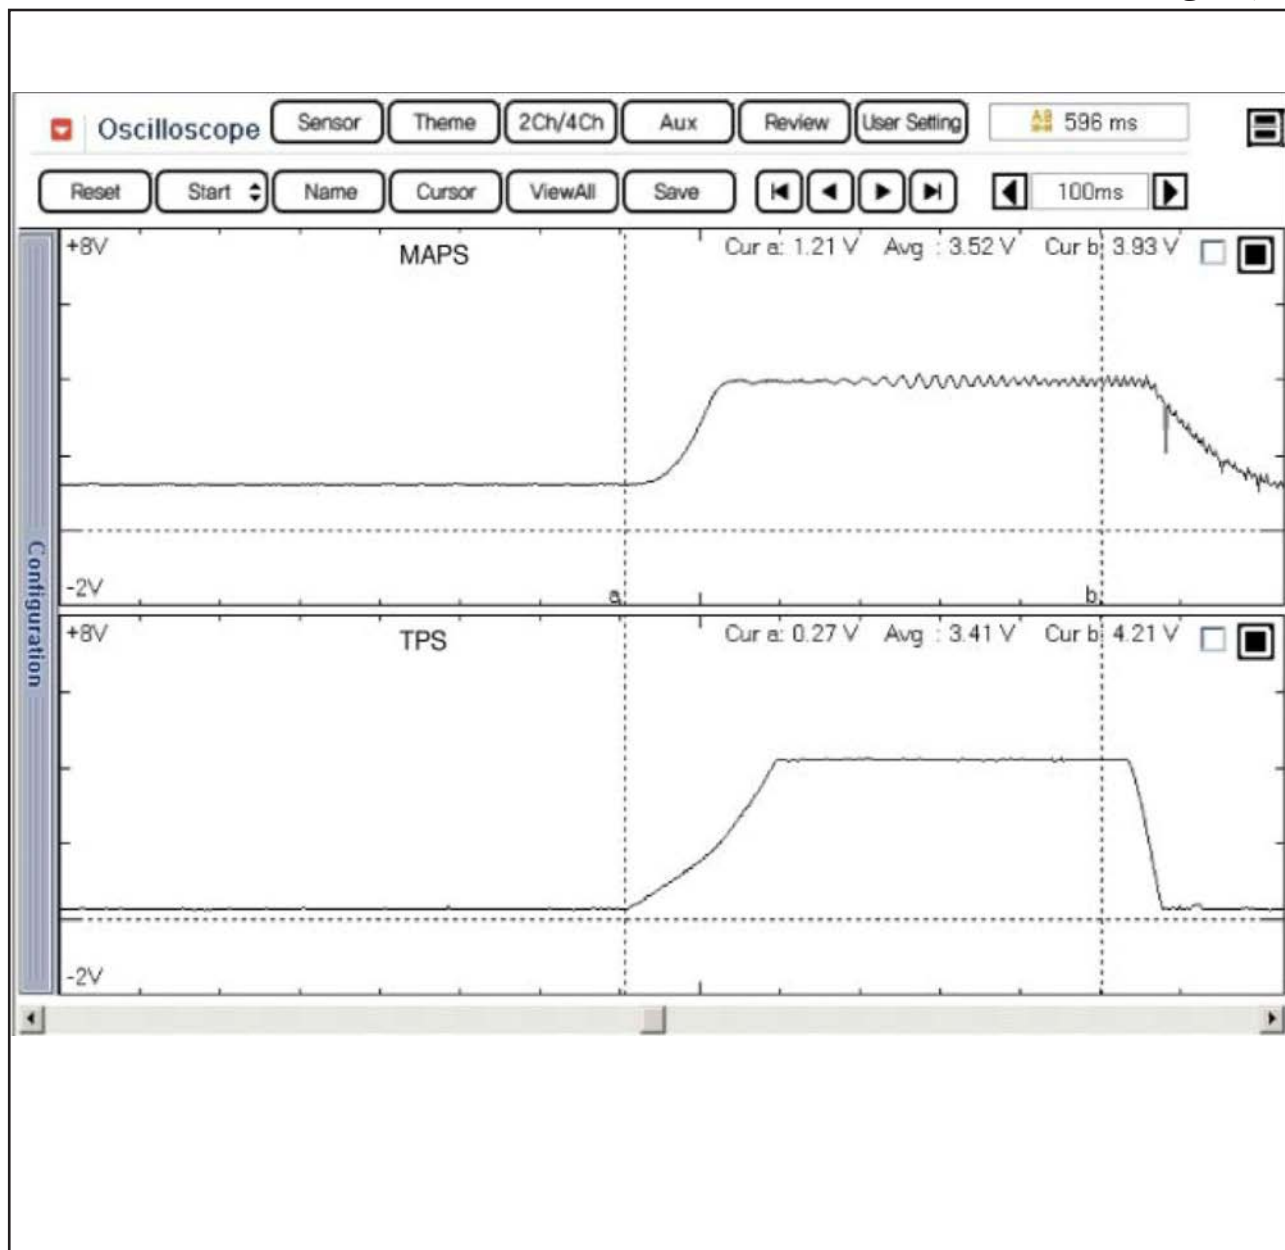 Oscilloscope Sensor Theme 2Ch/4Ch Aux Review User Setting 596 ms
Reset Start Name Cursor ViewAll Save 100ms
+8V MAPS Cur a: 1.21 V Avg : 3.52 V Cur b: 3.93 V
-2V a b
+8V TPS Cur a: 0.27 V Avg : 3.41 V Cur b: 4.21 V
-2V
Configuration